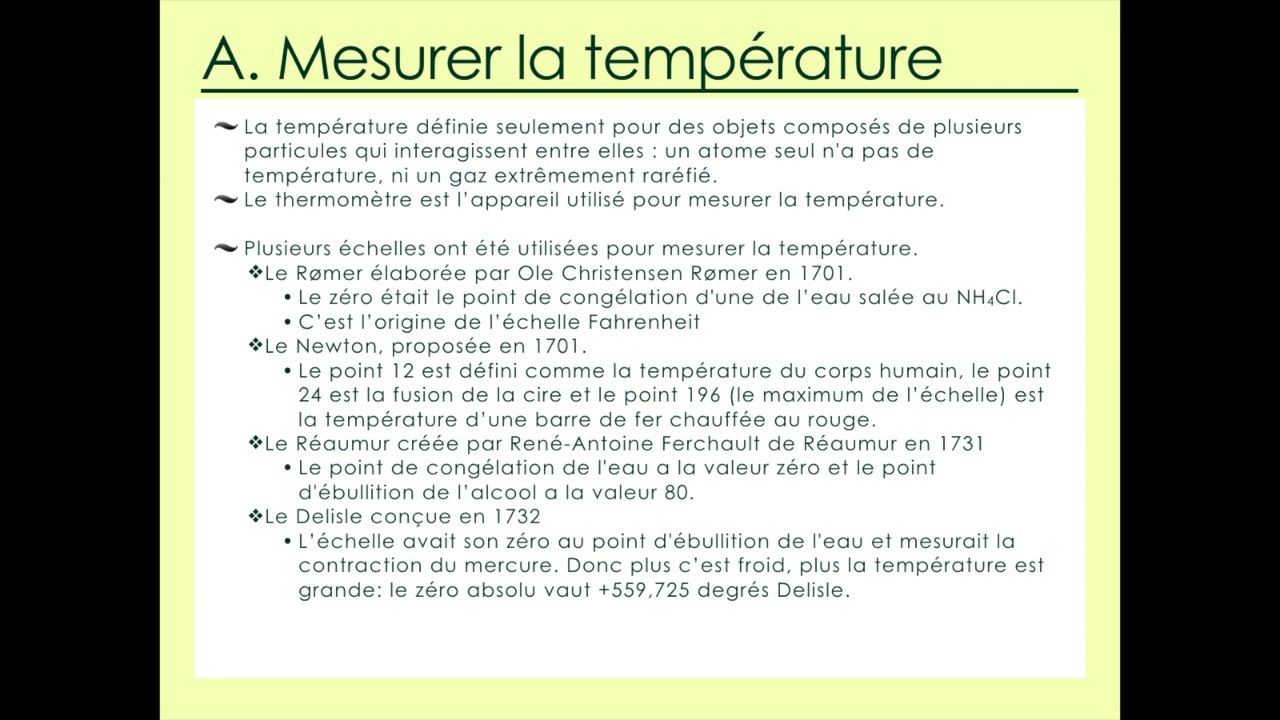 A. Mesurer la température
La température définie seulement pour des objets composés de plusieurs
particules qui interagissent entre elles : un atome seul n'a pas de
température, ni un gaz extrêmement raréfié.
Le thermomètre est l’appareil utilisé pour mesurer la température.
Plusieurs échelles ont été utilisées pour mesurer la température.
❖Le Rømer élaborée par Ole Christensen Rømer en 1701.
• Le zéro était le point de congélation d'une de l’eau salée au NH₄Cl.
• C’est l’origine de l’échelle Fahrenheit
❖Le Newton, proposée en 1701.
• Le point 12 est défini comme la température du corps humain, le point
24 est la fusion de la cire et le point 196 (le maximum de l’échelle) est
la température d’une barre de fer chauffée au rouge.
❖Le Réaumur créée par René-Antoine Ferchault de Réaumur en 1731
• Le point de congélation de l'eau a la valeur zéro et le point
d'ébullition de l’alcool a la valeur 80.
❖Le Delisle conçue en 1732
• L’échelle avait son zéro au point d'ébullition de l'eau et mesurait la
contraction du mercure. Donc plus c’est froid, plus la température est
grande: le zéro absolu vaut +559,725 degrés Delisle.